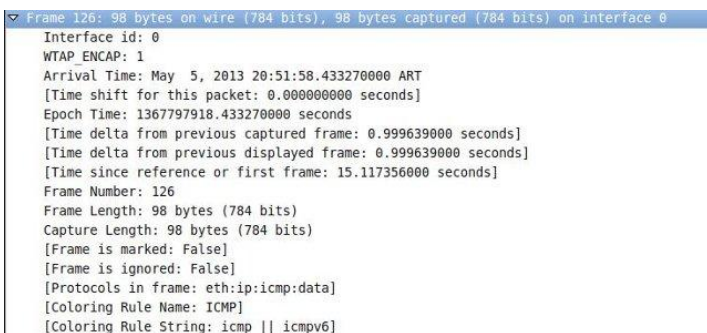 Frame 126: 98 bytes on wire (784 bits), 98 bytes captured (784 bits) on interface 0
Interface id: 0
WTAP_ENCAP: 1
Arrival Time: May  5, 2013 20:51:58.433270000 ART
[Time shift for this packet: 0.000000000 seconds]
Epoch Time: 1367797918.433270000 seconds
[Time delta from previous captured frame: 0.999639000 seconds]
[Time delta from previous displayed frame: 0.999639000 seconds]
[Time since reference or first frame: 15.117356000 seconds]
Frame Number: 126
Frame Length: 98 bytes (784 bits)
Capture Length: 98 bytes (784 bits)
[Frame is marked: False]
[Frame is ignored: False]
[Protocols in frame: eth:ip:icmp:data]
[Coloring Rule Name: ICMP]
[Coloring Rule String: icmp || icmpv6]